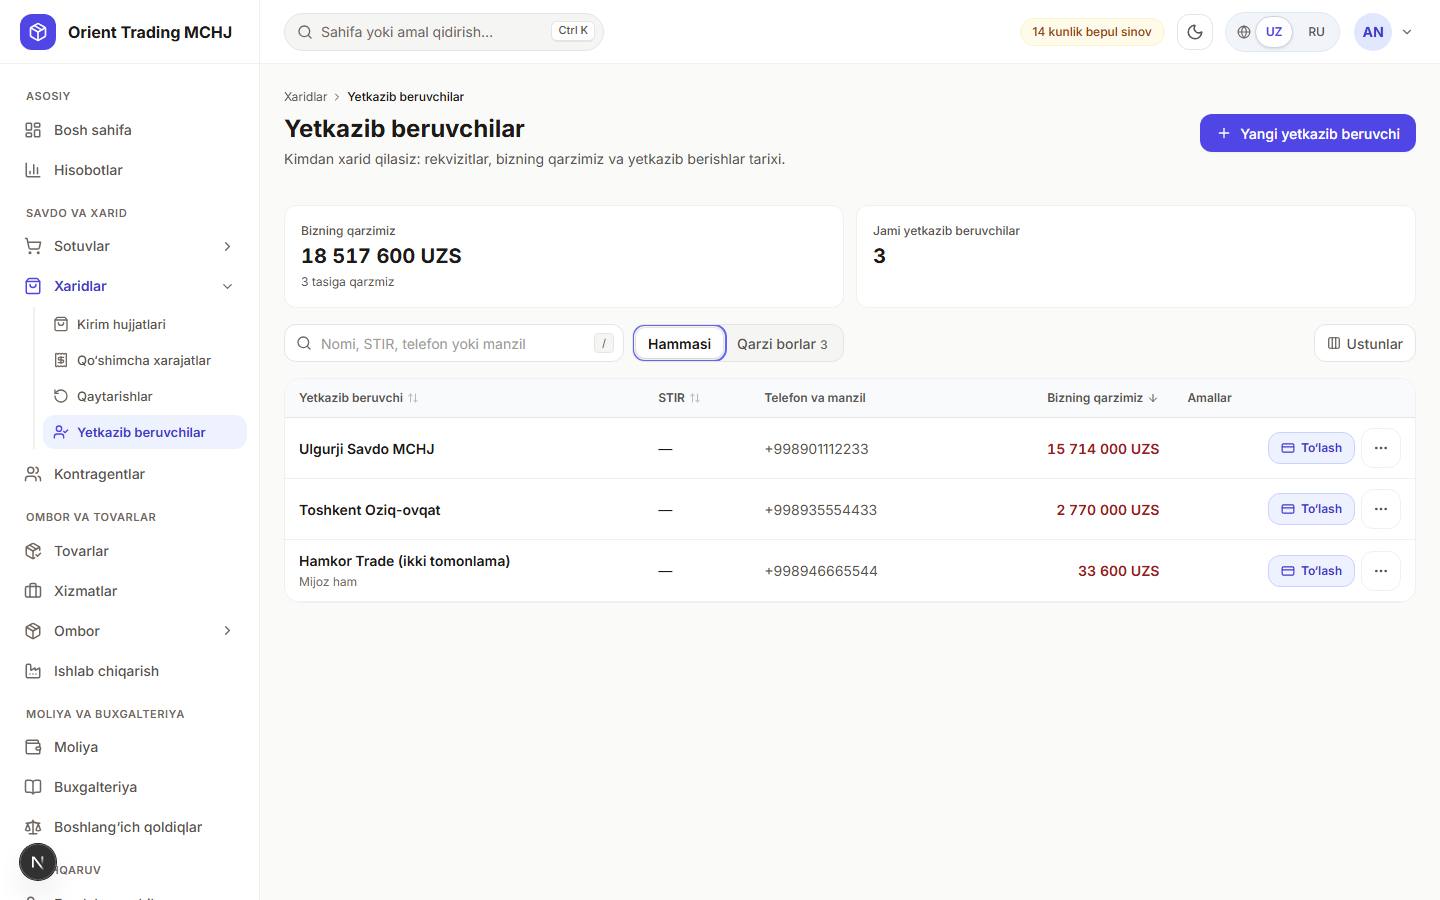 Orient Trading MCHJ
Sahifa yoki amal qidirish...
Ctrl K
14 kunlik bepul sinov
UZ
RU
AN
ASOSIY
Bosh sahifa
Hisobotlar
SAVDO VA XARID
Sotuvlar
Xaridlar
Kirim hujjatlari
Qo‘shimcha xarajatlar
Qaytarishlar
Yetkazib beruvchilar
Kontragentlar
OMBOR VA TOVARLAR
Tovarlar
Xizmatlar
Ombor
Ishlab chiqarish
MOLIYA VA BUXGALTERIYA
Moliya
Buxgalteriya
Boshlang‘ich qoldiqlar
N
Xaridlar > Yetkazib beruvchilar
Yetkazib beruvchilar
Kimdan xarid qilasiz: rekvizitlar, bizning qarzimiz va yetkazib berishlar tarixi.
Yangi yetkazib beruvchi
Bizning qarzimiz
18 517 600 UZS
3 tasiga qarzmiz
Jami yetkazib beruvchilar
3
Nomi, STIR, telefon yoki manzil
/
Hammasi
Qarzi borlar 3
Ustunlar
Yetkazib beruvchi STIR Telefon va manzil Bizning qarzimiz Amallar
Ulgurji Savdo MCHJ — +998901112233 15 714 000 UZS To‘lash
Toshkent Oziq-ovqat — +998935554433 2 770 000 UZS To‘lash
Hamkor Trade (ikki tomonlama) — +998946665544 33 600 UZS To‘lash
Mijoz ham